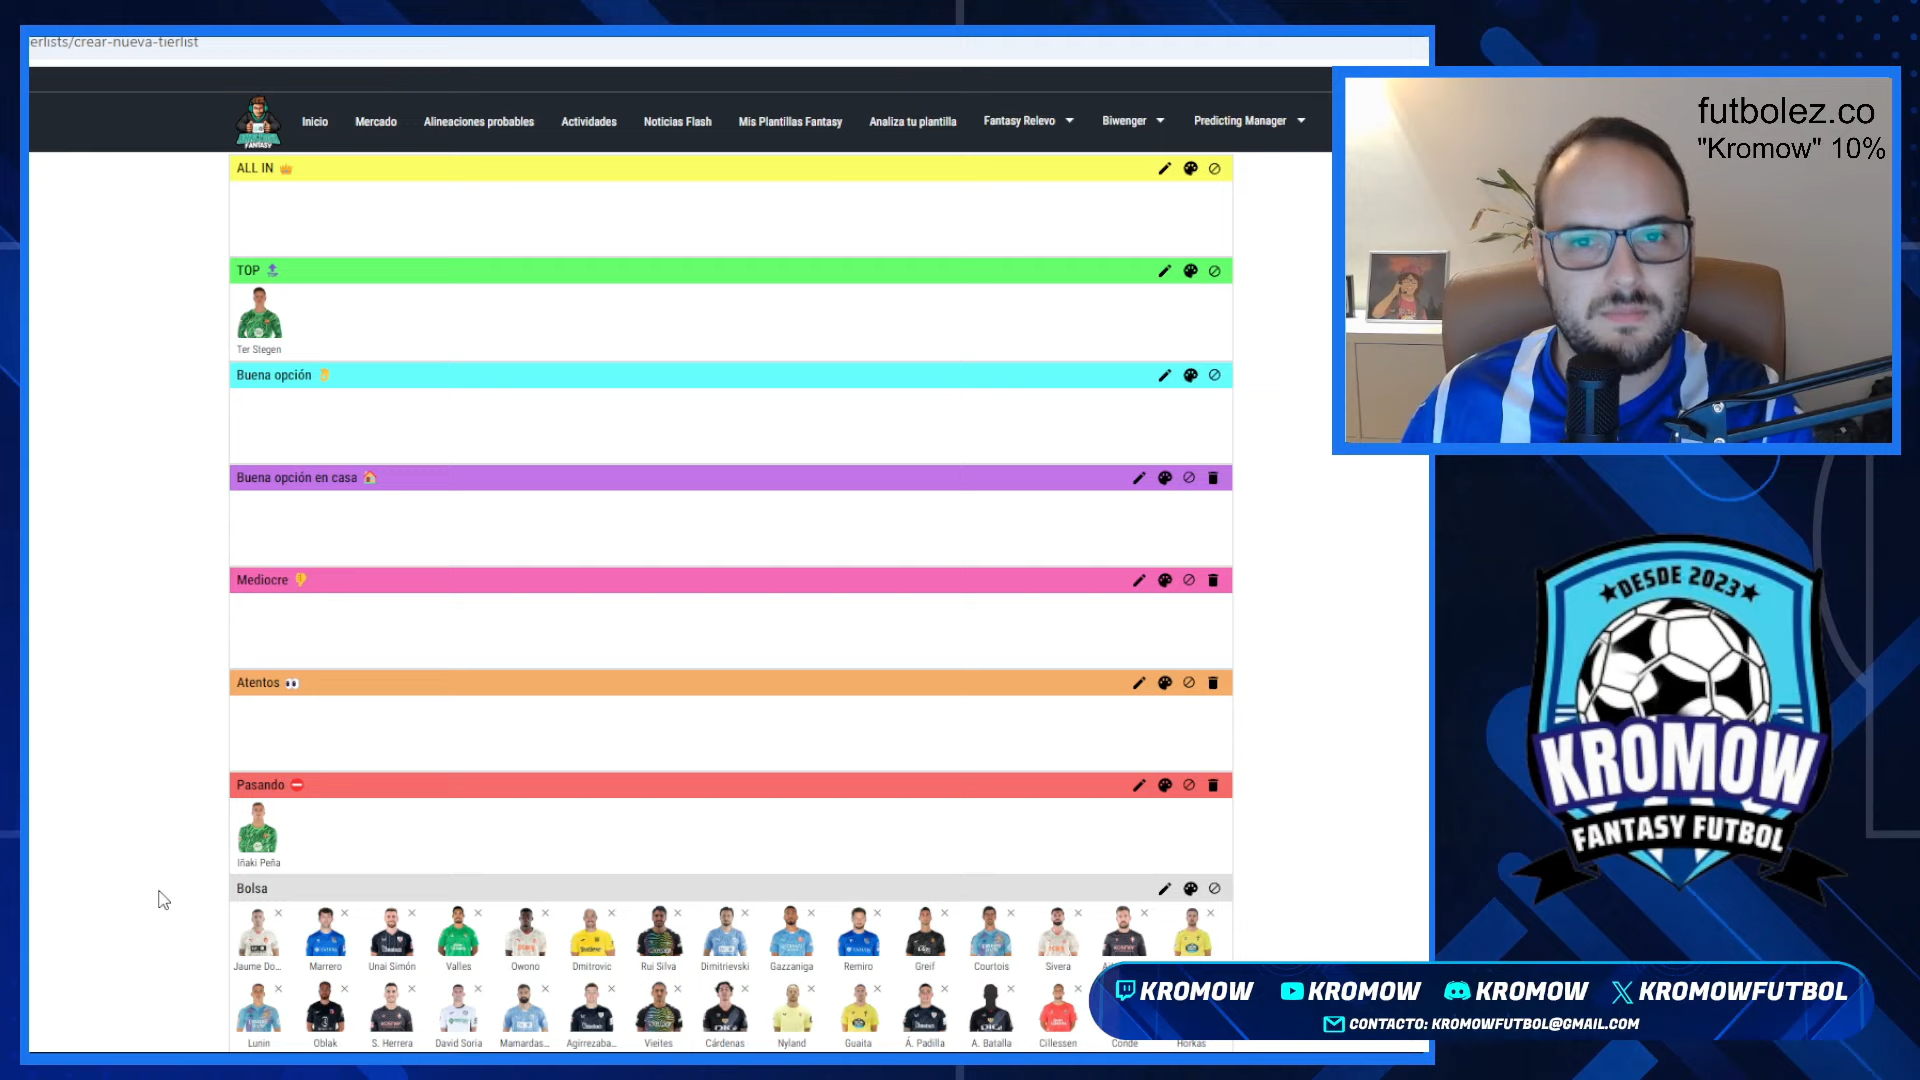 erlists/crear-nueva-tierlist
FANTASY
Inicio
Mercado
Alineaciones probables
Actividades
Noticias Flash
Mis Plantillas Fantasy
Analiza tu plantilla
Fantasy Relevo
Biwenger
Predicting Manager
futbolez.co
"Kromow" 10%
ALL IN
TOP
Ter Stegen
Buena opción
Buena opción en casa
Mediocre
Atentos
Pasando
Iñaki Peña
Bolsa
Jaume Do... Marrero Unai Simón Valles Owono Dmitrovic Rui Silva Dimitrievski Gazzaniga Remiro Greif Courtois Sivera
Lunin Oblak S. Herrera David Soria Mamardas... Agirrezaba... Vieites Cárdenas Nyland Guaita Á. Padilla A. Batalla Cillessen Conde Horkas
DESDE 2023
KROMOW
FANTASY FUTBOL
KROMOW KROMOW KROMOW KROMOWFUTBOL
CONTACTO: KROMOWFUTBOL@GMAIL.COM